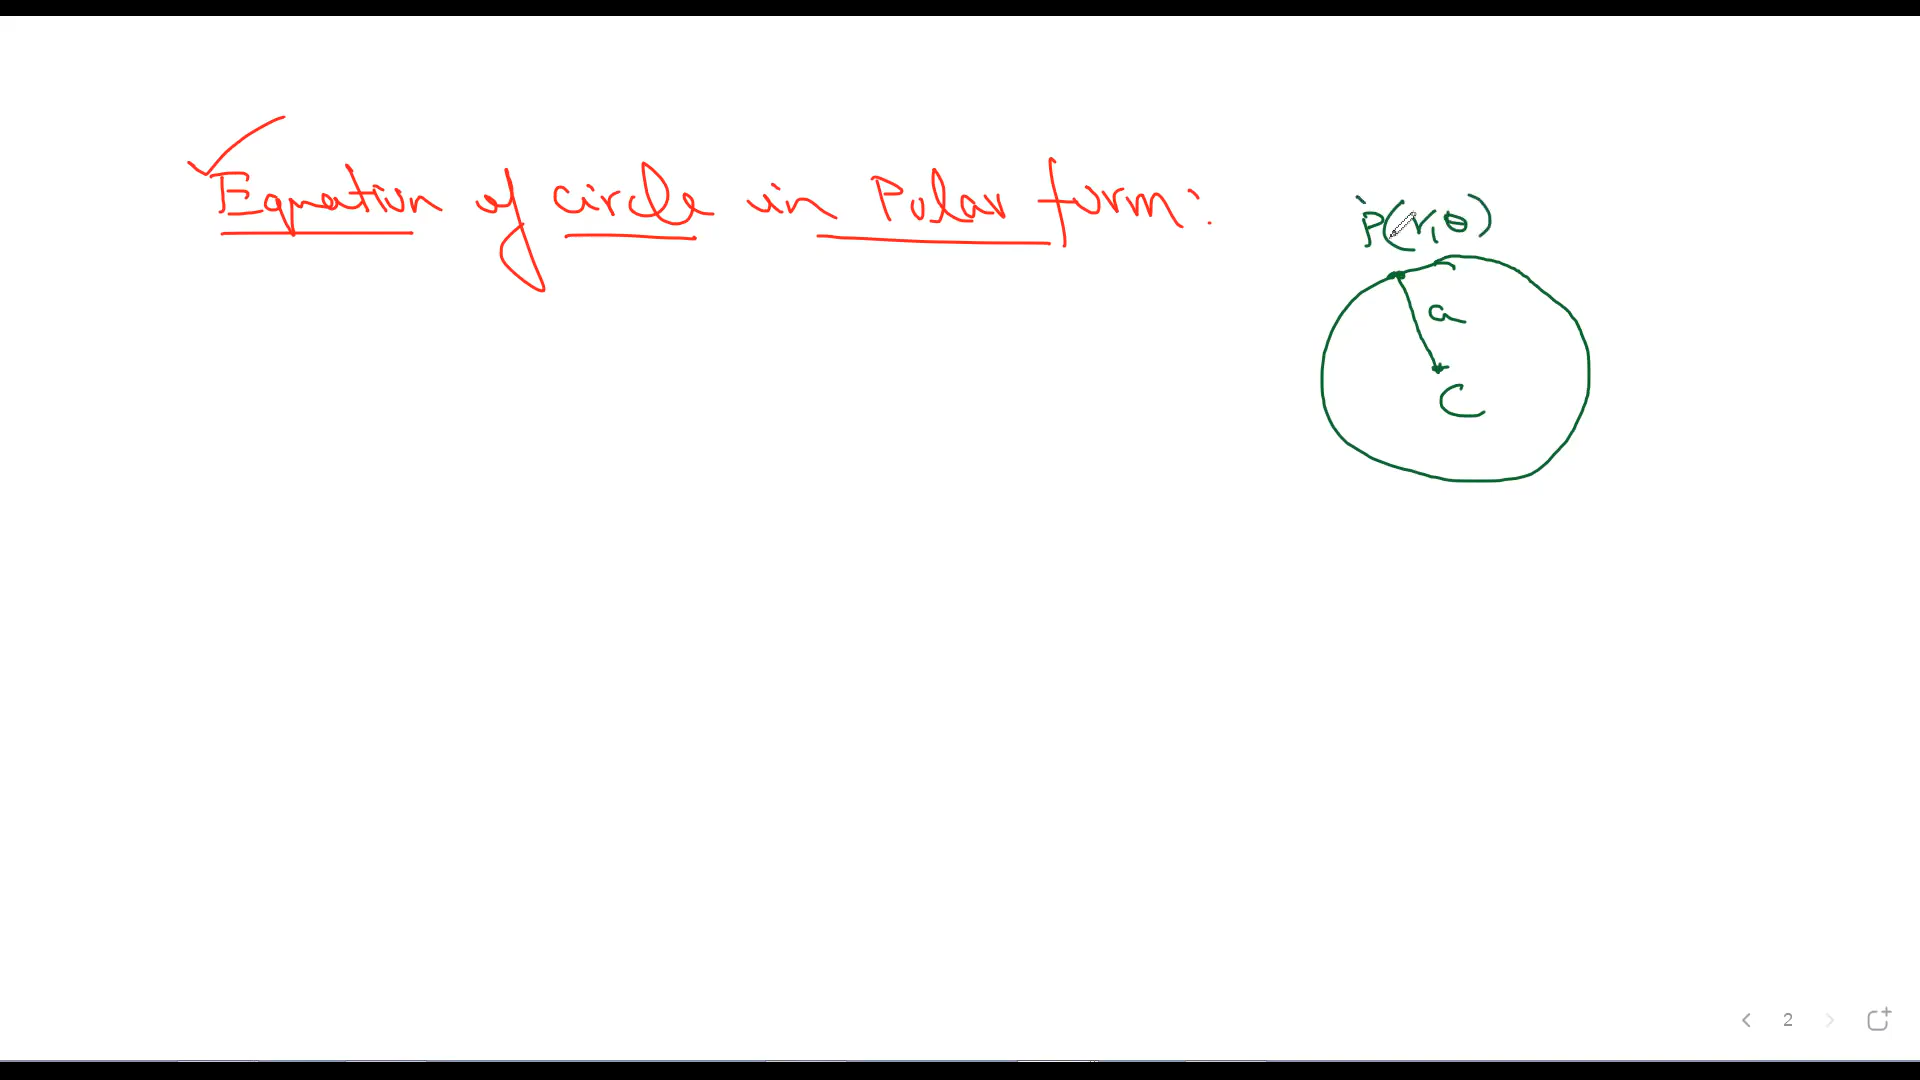 Equation of circle in Polar form:
P(r,θ)
a
C
2